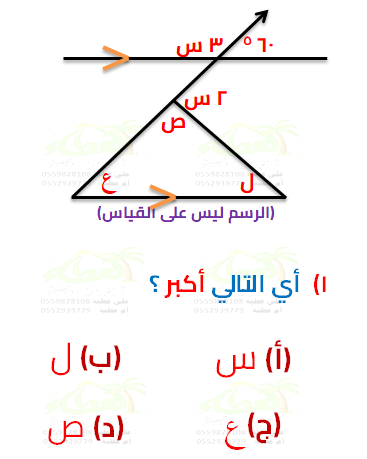 ٣ س ٦٠ °
٢ س
ص
ع ل
(الرسم ليس على القياس)
١) أي التالي أكبر ؟
(أ) س (ب) ل
(ج) ع (د) ص